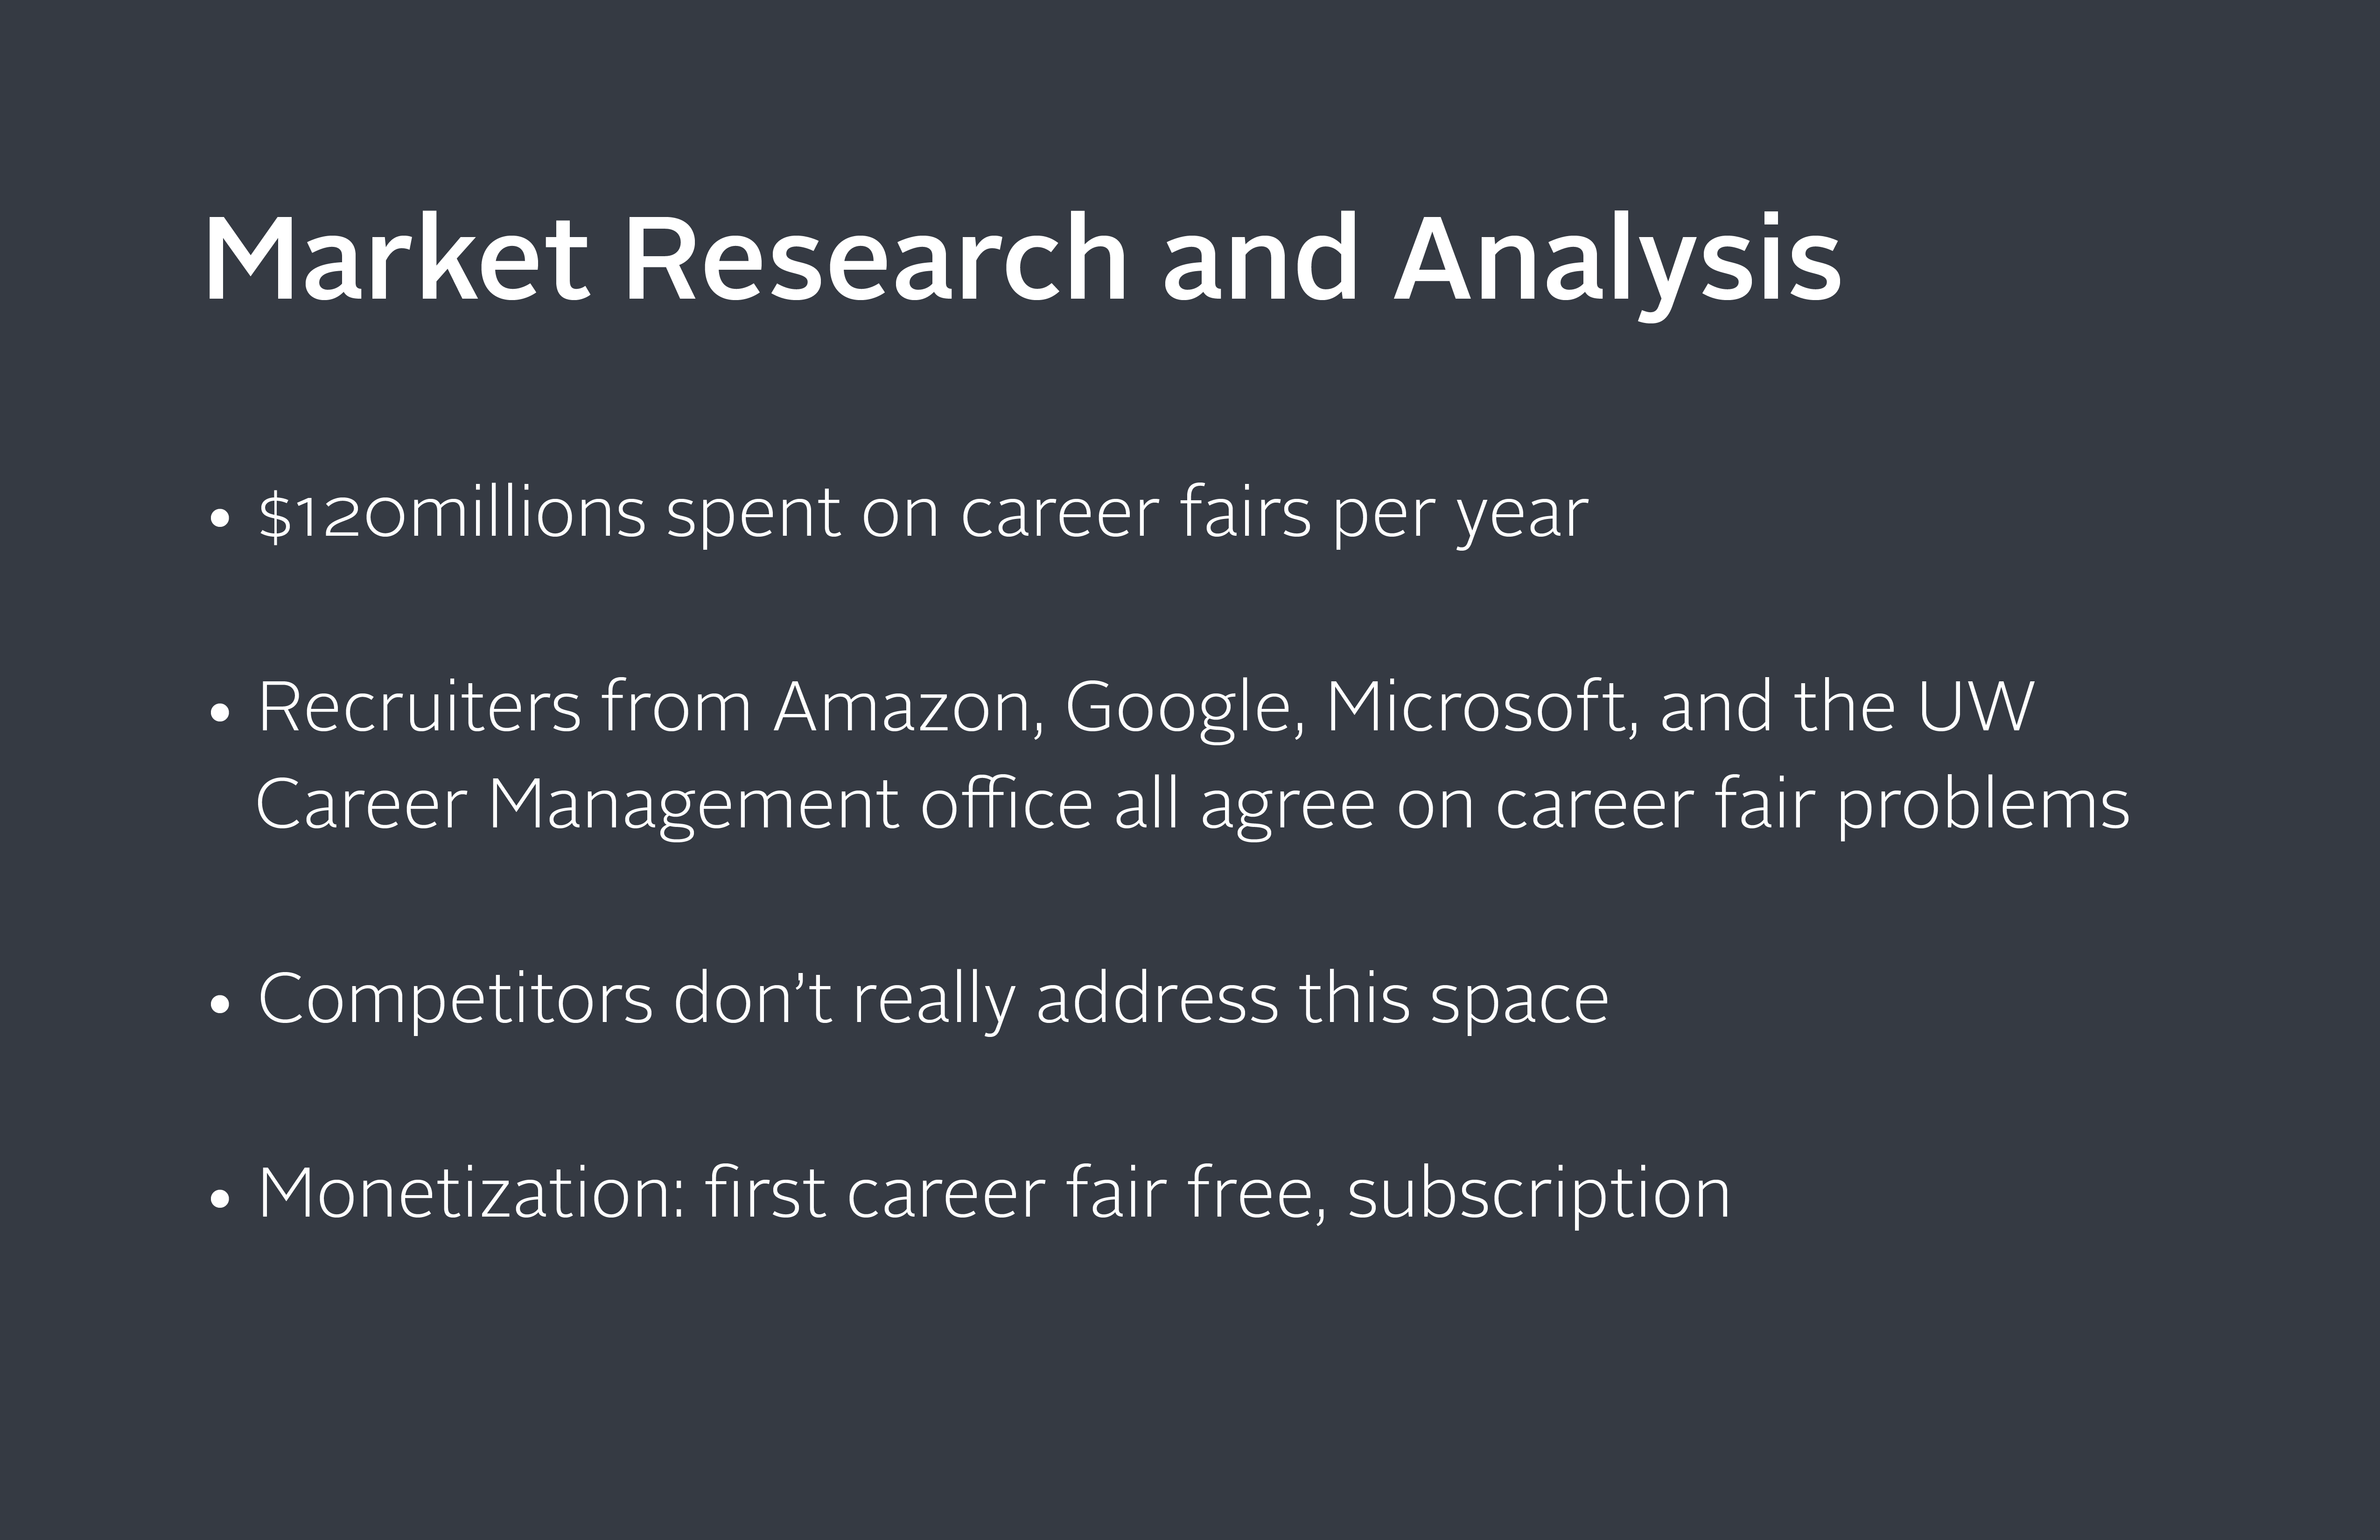 Market Research and Analysis
• $120millions spent on career fairs per year
• Recruiters from Amazon, Google, Microsoft, and the UW
Career Management office all agree on career fair problems
• Competitors don’t really address this space
• Monetization: first career fair free, subscription